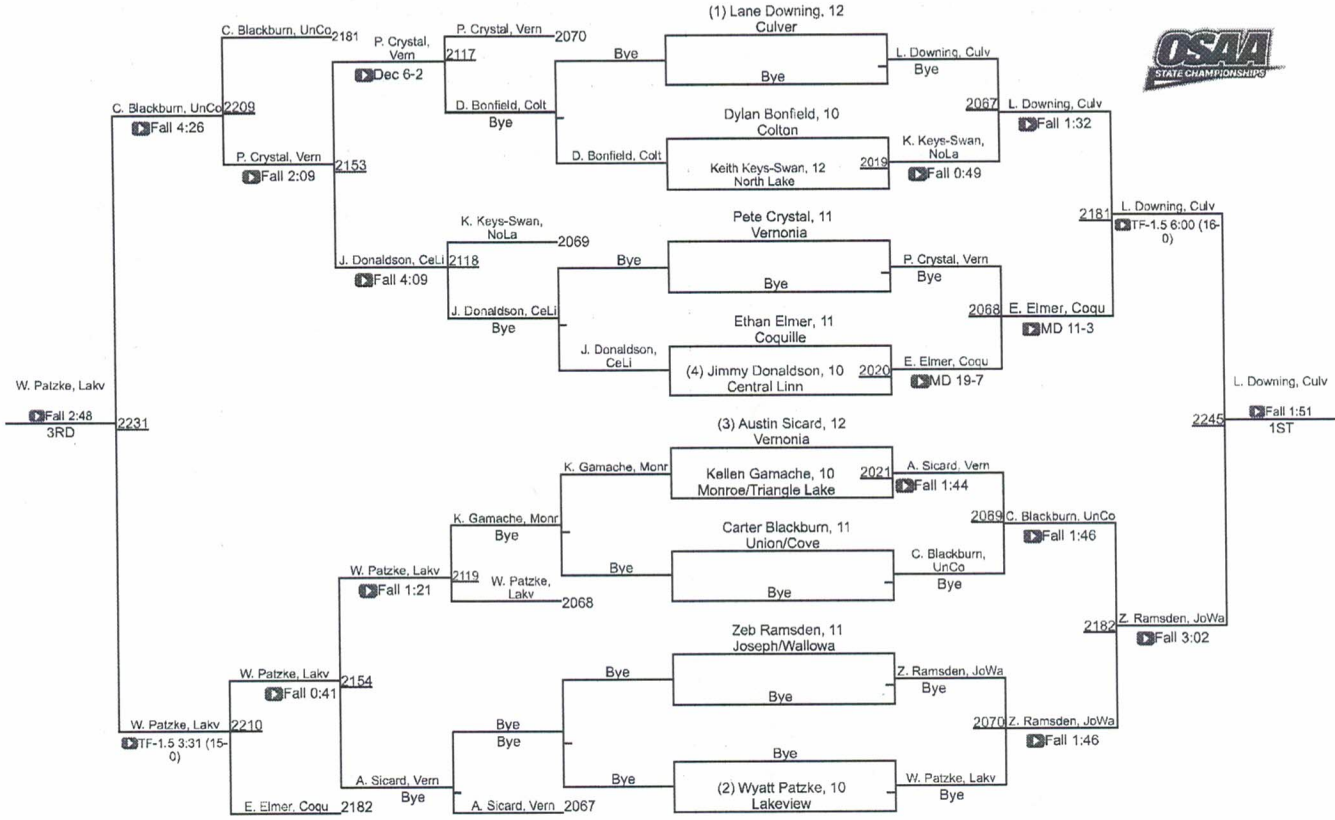 (1) Lane Downing, 12
Culver
Bye
Dylan Bonfield, 10
Colton
Keith Keys-Swan, 12
North Lake
2019
Pete Crystal, 11
Vernonia
Bye
Ethan Elmer, 11
Coquille
(4) Jimmy Donaldson, 10
Central Linn
2020
(3) Austin Sicard, 12
Vernonia
Kellen Gamache, 10
Monroe/Triangle Lake
2021
Carter Blackburn, 11
Union/Cove
Bye
Zeb Ramsden, 11
Joseph/Wallowa
Bye
Bye
(2) Wyatt Patzke, 10
Lakeview
L. Downing, Culv
Bye
2067
K. Keys-Swan,
NoLa
Fall 0:49
P. Crystal, Vern
Bye
2068
E. Elmer, Coqu
MD 19-7
A. Sicard, Vern
Fall 1:44
2069
C. Blackburn,
UnCo
Bye
Z. Ramsden, JoWa
Bye
2070
W. Patzke, Lakv
Bye
L. Downing, Culv
Fall 1:32
2181
E. Elmer, Coqu
MD 11-3
C. Blackburn, UnCo
Fall 1:46
2182
Z. Ramsden, JoWa
Fall 1:46
L. Downing, Culv
TF-1.5 6:00 (16-
0)
2245
Z. Ramsden, JoWa
Fall 3:02
L. Downing, Culv
Fall 1:51
1ST
OSAA
STATE CHAMPIONSHIPS
Bye
D. Bonfield, Colt
Bye
J. Donaldson,
CeLi
K. Gamache, Monr
Bye
Bye
Bye
P. Crystal, Vern
2070
D. Bonfield, Colt
Bye
K. Keys-Swan,
NoLa
2069
J. Donaldson, CeLi
Bye
K. Gamache, Monr
Bye
W. Patzke,
Lakv
2068
Bye
Bye
A. Sicard, Vern
2067
P. Crystal,
Vern
2117
Dec 6-2
J. Donaldson, CeLi
2118
Fall 4:09
W. Patzke, Lakv
2119
Fall 1:21
A. Sicard, Vern
Bye
C. Blackburn, UnCo
2181
P. Crystal, Vern
2153
Fall 2:09
W. Patzke, Lakv
2154
Fall 0:41
E. Elmer, Coqu
2182
C. Blackburn, UnCo
2209
Fall 4:26
W. Patzke, Lakv
2210
TF-1.5 3:31 (15-
0)
W. Patzke, Lakv
Fall 2:48
3RD
2231